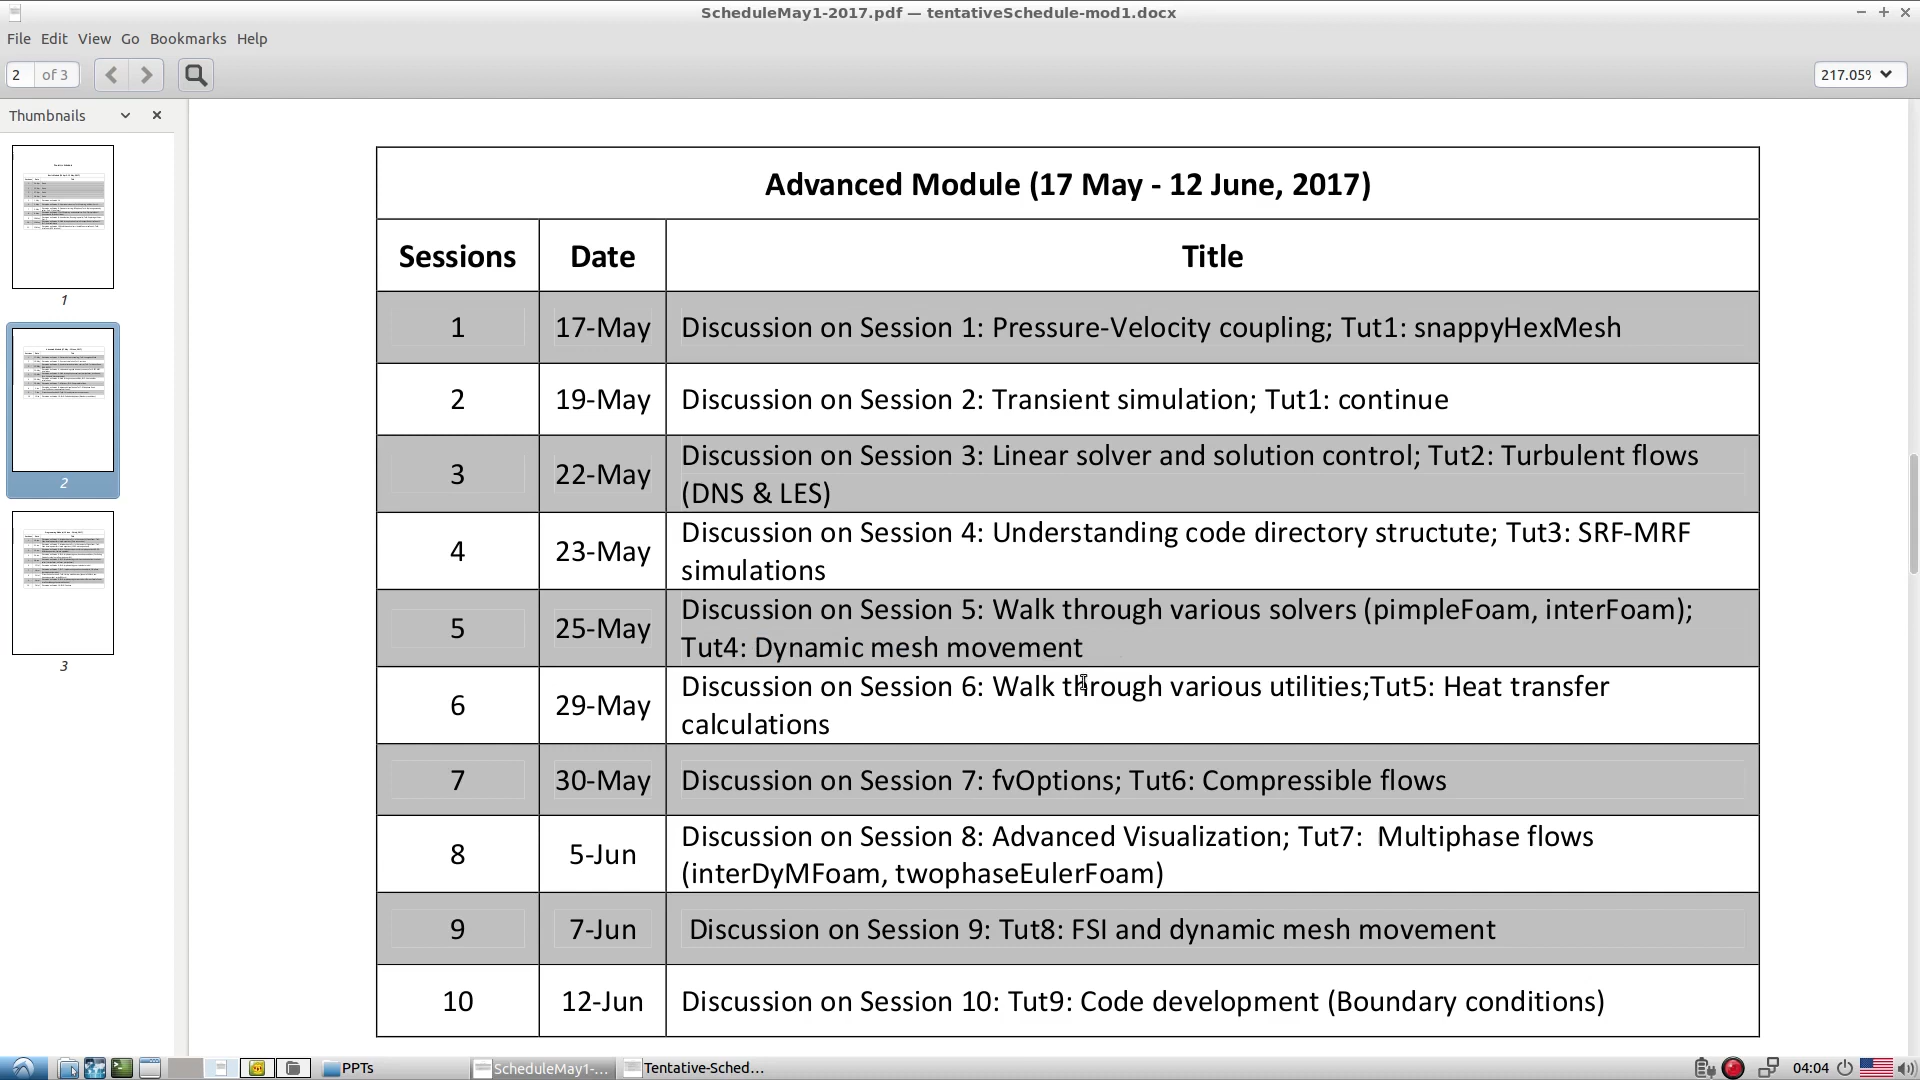 ScheduleMay1-2017.pdf — tentativeSchedule-mod1.docx
File Edit View Go Bookmarks Help
2 of 3
217.05%
Thumbnails
1
2
3
Advanced Module (17 May - 12 June, 2017)
Sessions Date Title
1 17-May Discussion on Session 1: Pressure-Velocity coupling; Tut1: snappyHexMesh
2 19-May Discussion on Session 2: Transient simulation; Tut1: continue
3 22-May Discussion on Session 3: Linear solver and solution control; Tut2: Turbulent flows
(DNS & LES)
4 23-May Discussion on Session 4: Understanding code directory structute; Tut3: SRF-MRF
simulations
5 25-May Discussion on Session 5: Walk through various solvers (pimpleFoam, interFoam);
Tut4: Dynamic mesh movement
6 29-May Discussion on Session 6: Walk through various utilities;Tut5: Heat transfer
calculations
7 30-May Discussion on Session 7: fvOptions; Tut6: Compressible flows
8 5-Jun Discussion on Session 8: Advanced Visualization; Tut7: Multiphase flows
(interDyMFoam, twophaseEulerFoam)
9 7-Jun Discussion on Session 9: Tut8: FSI and dynamic mesh movement
10 12-Jun Discussion on Session 10: Tut9: Code development (Boundary conditions)
PPTs ScheduleMay1-... Tentative-Sched... 04:04